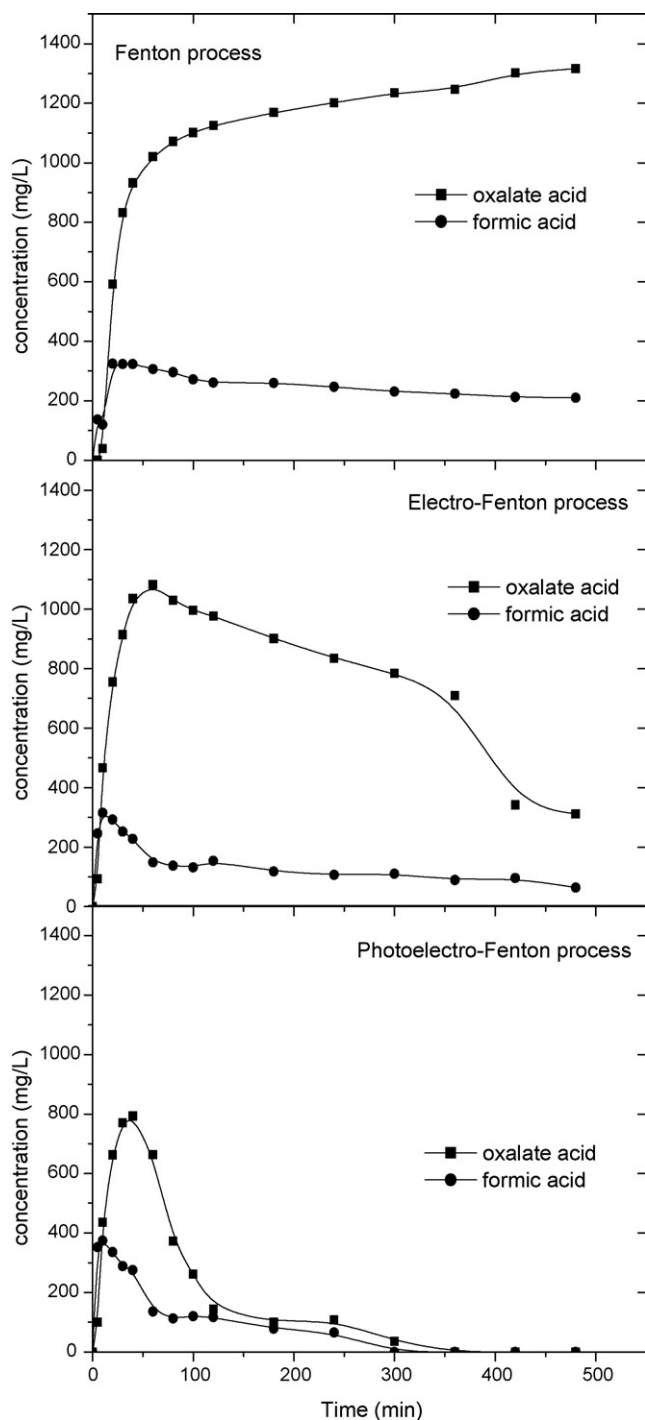 Fenton process
1400
1200
1000
800
600
400
200
0
concentration (mg/L)
oxalate acid
formic acid
Electro-Fenton process
1400
1200
1000
800
600
400
200
0
concentration (mg/L)
oxalate acid
formic acid
Photoelectro-Fenton process
1400
1200
1000
800
600
400
200
0
concentration (mg/L)
oxalate acid
formic acid
0 100 200 300 400 500
Time (min)